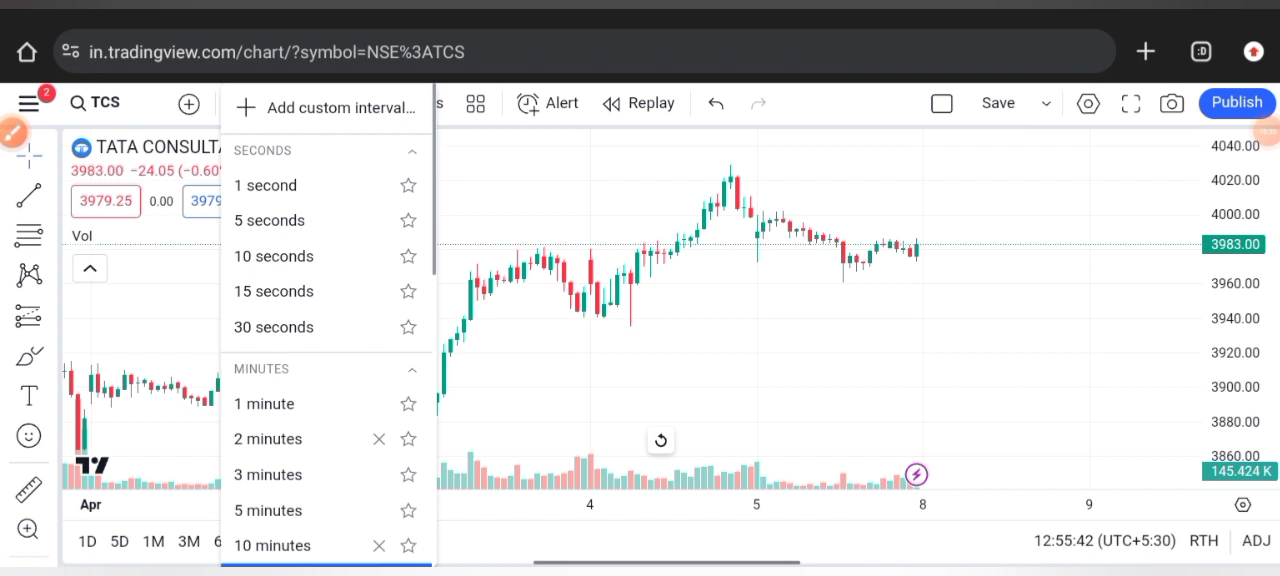 in.tradingview.com/chart/?symbol=NSE%3ATCS
:D
2
TCS
Add custom interval...
s
Alert
Replay
Save
Publish
TATA CONSULTA
3983.00 −24.05 (−0.60
3979.25
0.00
3979
Vol
SECONDS
1 second
5 seconds
10 seconds
15 seconds
30 seconds
MINUTES
1 minute
2 minutes
3 minutes
5 minutes
10 minutes
4040.00
4020.00
4000.00
3983.00
3960.00
3940.00
3920.00
3900.00
3880.00
3860.00
145.424 K
Apr
4
5
8
9
1D
5D
1M
3M
6
12:55:42 (UTC+5:30)
RTH
ADJ